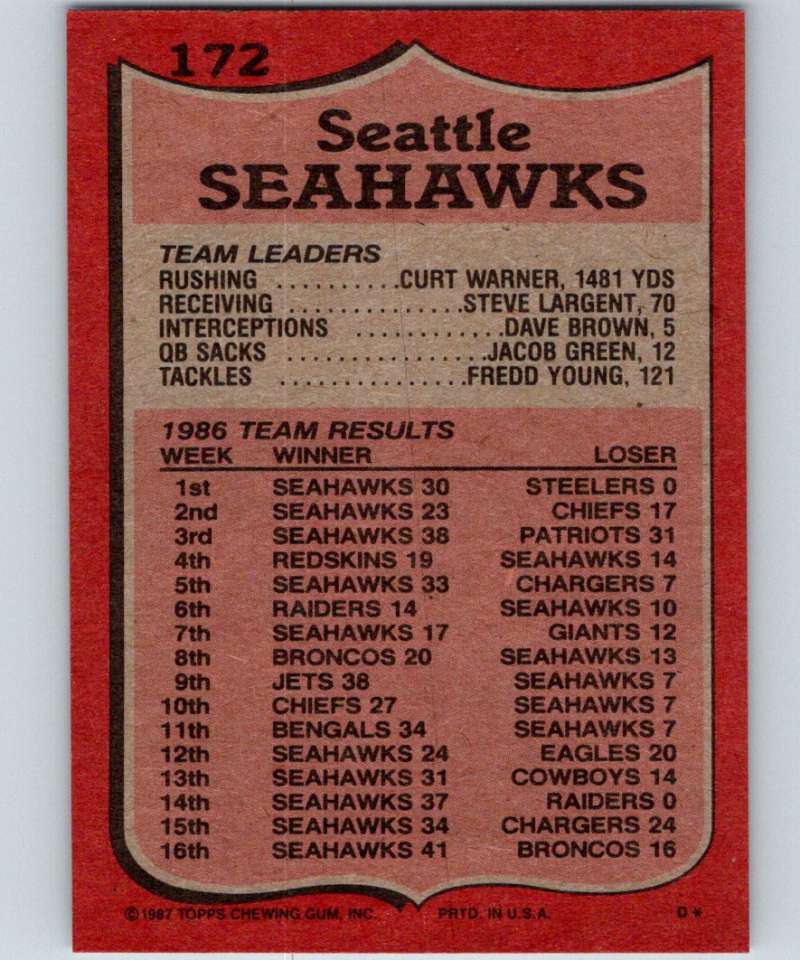 172
Seattle
SEAHAWKS
TEAM LEADERS
RUSHING ..........CURT WARNER, 1481 YDS
RECEIVING ..............STEVE LARGENT, 70
INTERCEPTIONS ............DAVE BROWN, 5
QB SACKS ................JACOB GREEN, 12
TACKLES ...............FREDD YOUNG, 121
1986 TEAM RESULTS
WEEK WINNER LOSER
1st SEAHAWKS 30 STEELERS 0
2nd SEAHAWKS 23 CHIEFS 17
3rd SEAHAWKS 38 PATRIOTS 31
4th REDSKINS 19 SEAHAWKS 14
5th SEAHAWKS 33 CHARGERS 7
6th RAIDERS 14 SEAHAWKS 10
7th SEAHAWKS 17 GIANTS 12
8th BRONCOS 20 SEAHAWKS 13
9th JETS 38 SEAHAWKS 7
10th CHIEFS 27 SEAHAWKS 7
11th BENGALS 34 SEAHAWKS 7
12th SEAHAWKS 24 EAGLES 20
13th SEAHAWKS 31 COWBOYS 14
14th SEAHAWKS 37 RAIDERS 0
15th SEAHAWKS 34 CHARGERS 24
16th SEAHAWKS 41 BRONCOS 16
© 1987 TOPPS CHEWING GUM, INC. PRTD. IN U.S.A. D*